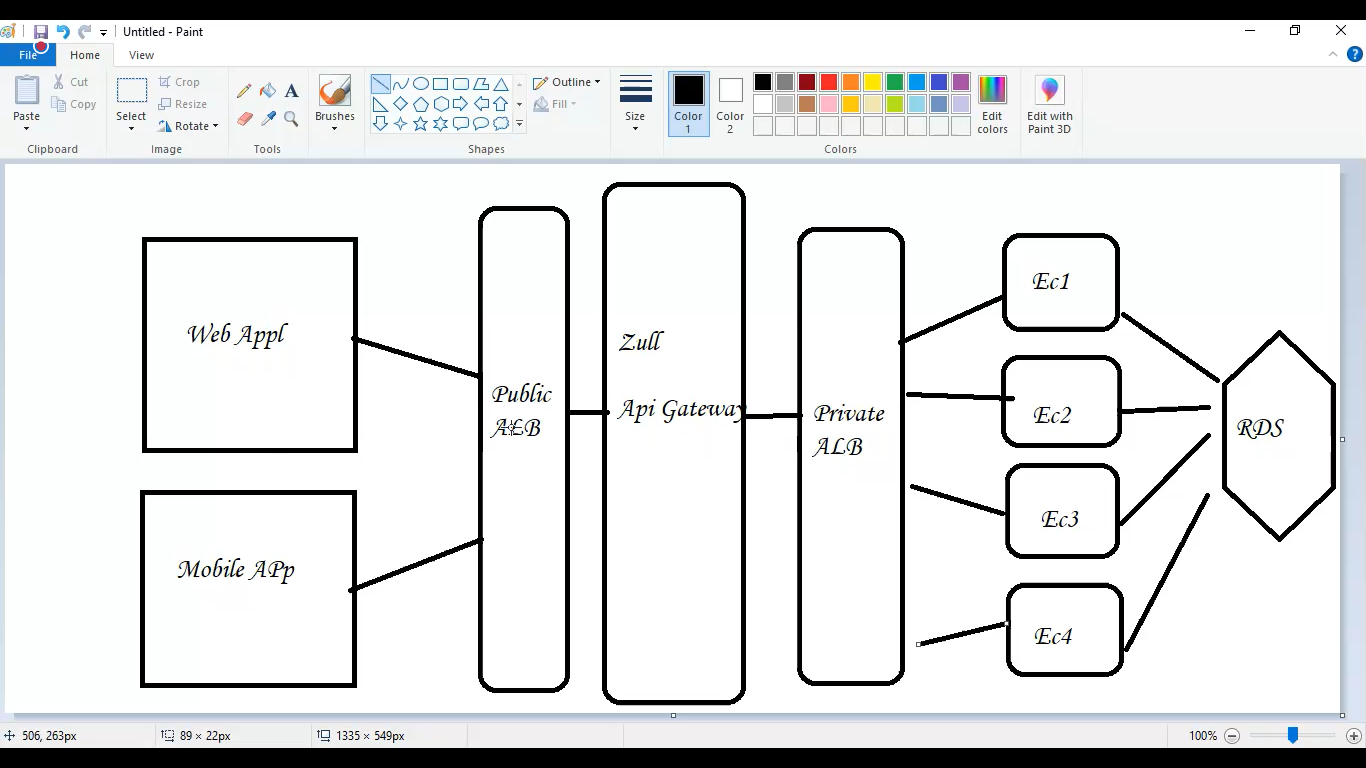 Untitled - Paint
File
Home
View
Paste
Cut
Copy
Clipboard
Select
Crop
Resize
Rotate
Image
A
Tools
Brushes
Shapes
Outline
Fill
Size
Color 1
Color 2
Edit colors
Colors
Edit with Paint 3D
Web Appl
Mobile APp
Public
ALB
Zull
Api Gateway
Private
ALB
Ec1
Ec2
Ec3
Ec4
RDS
506, 263px
89 × 22px
1335 × 549px
100%